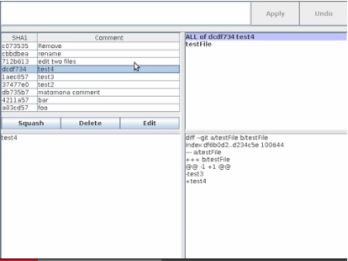 Apply Undo
SHA1 Comment
c073535 Remove
cbbdbea rename
712b613 edit two files
dcdf734 test4
1aec857 test3
37477e0 test2
db735b7 matamona comment
4211a57 bar
a83cd57 foo
Squash Delete Edit
test4
ALL of dcdf734 test4
testFile
diff --git a/testFile b/testFile
index df6b0d2..d234c5e 100644
--- a/testFile
+++ b/testFile
@@ -1 +1 @@
-test3
+test4